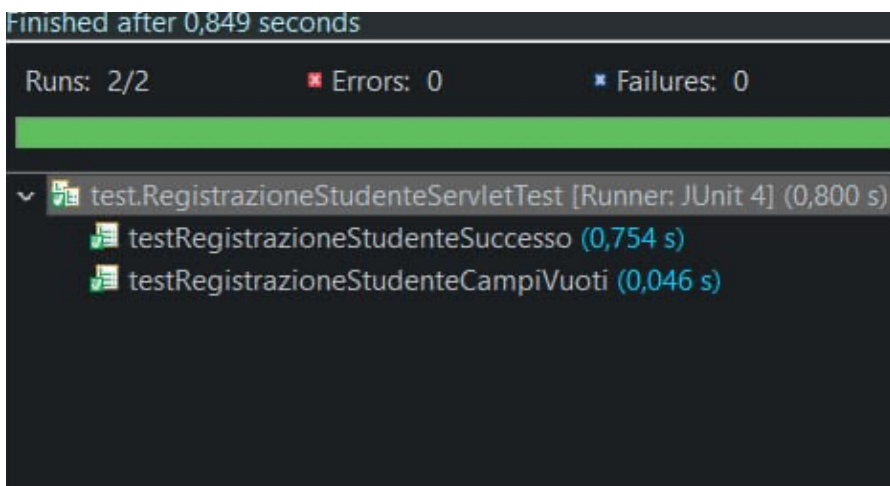 Finished after 0,849 seconds
Runs: 2/2 Errors: 0 Failures: 0
test.RegistrazioneStudenteServletTest [Runner: JUnit 4] (0,800 s)
testRegistrazioneStudenteSuccesso (0,754 s)
testRegistrazioneStudenteCampiVuoti (0,046 s)